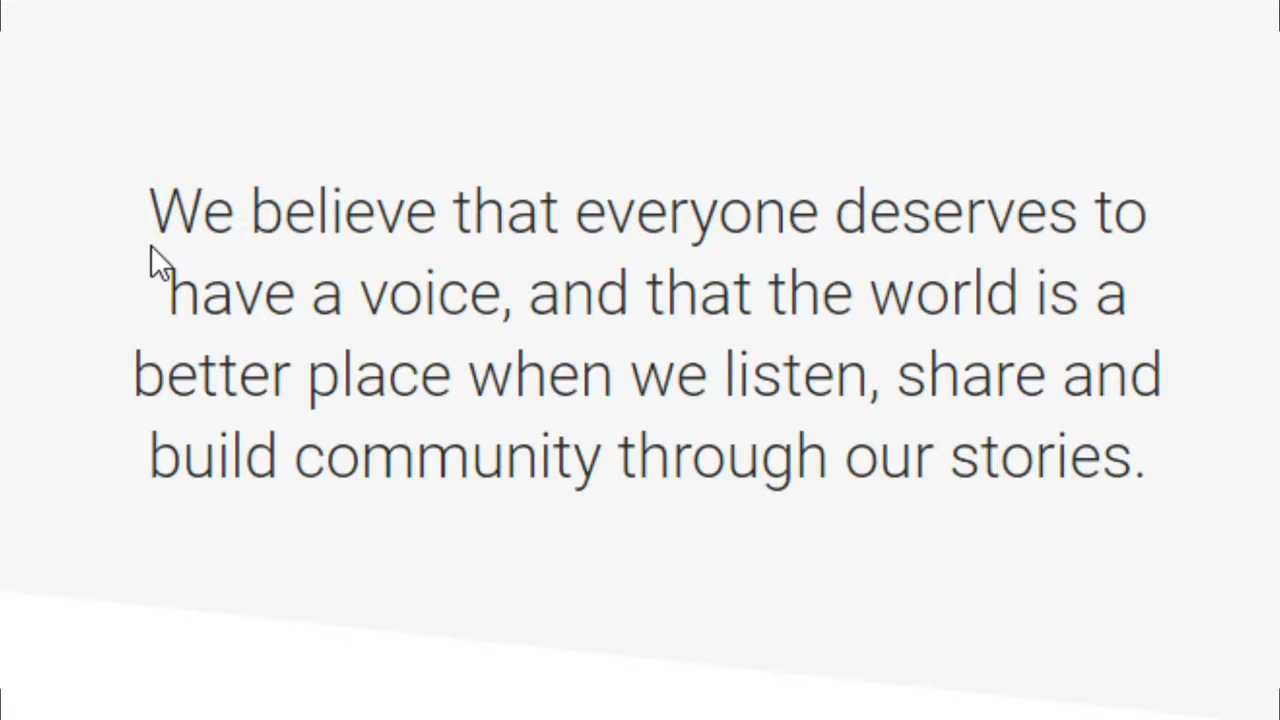 We believe that everyone deserves to
have a voice, and that the world is a
better place when we listen, share and
build community through our stories.